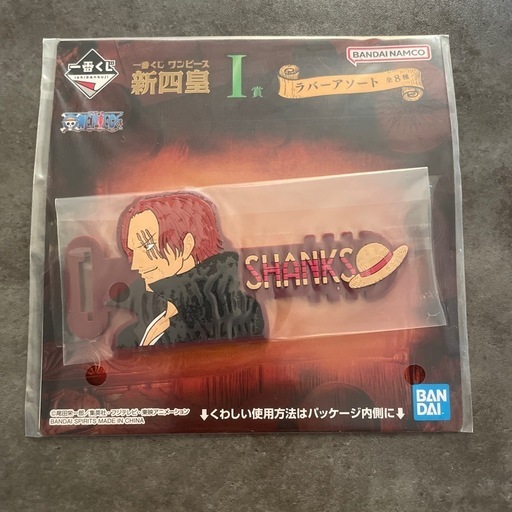 一番くじ
ichibankuji
一番くじ ワンピース
新四皇
I賞
ラバーアソート 全8種
BANDAI NAMCO
ONE PIECE
SHANKS
©尾田栄一郎/集英社・フジテレビ・東映アニメーション
BANDAI SPIRITS MADE IN CHINA
↓くわしい使用方法はパッケージ内側に↓
BAN
DAI